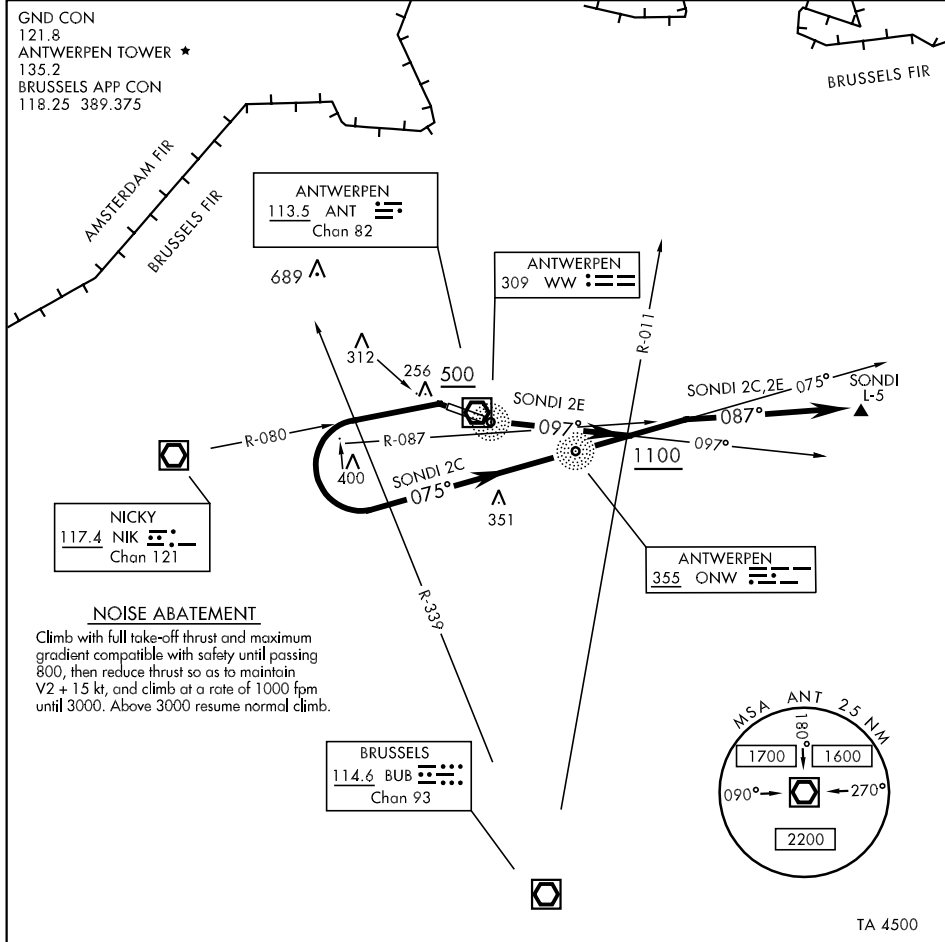 GND CON
121.8
ANTWERPEN TOWER ★
135.2
BRUSSELS APP CON
118.25 389.375
BRUSSELS FIR
AMSTERDAM FIR
BRUSSELS FIR
ANTWERPEN
113.5 ANT
Chan 82
689
ANTWERPEN
309 WW
R-011
312
256
500
SONDI 2E
097°
SONDI 2C,2E
075°
087°
SONDI
L-5
R-080
R-087
097°
1100
400
SONDI 2C
075°
351
NICKY
117.4 NIK
Chan 121
ANTWERPEN
355 ONW
R-339
NOISE ABATEMENT
Climb with full take-off thrust and maximum
gradient compatible with safety until passing
800, then reduce thrust so as to maintain
V2 + 15 kt, and climb at a rate of 1000 fpm
until 3000. Above 3000 resume normal climb.
BRUSSELS
114.6 BUB
Chan 93
MSA ANT 25 NM
180°
1700
1600
090°
270°
2200
TA 4500